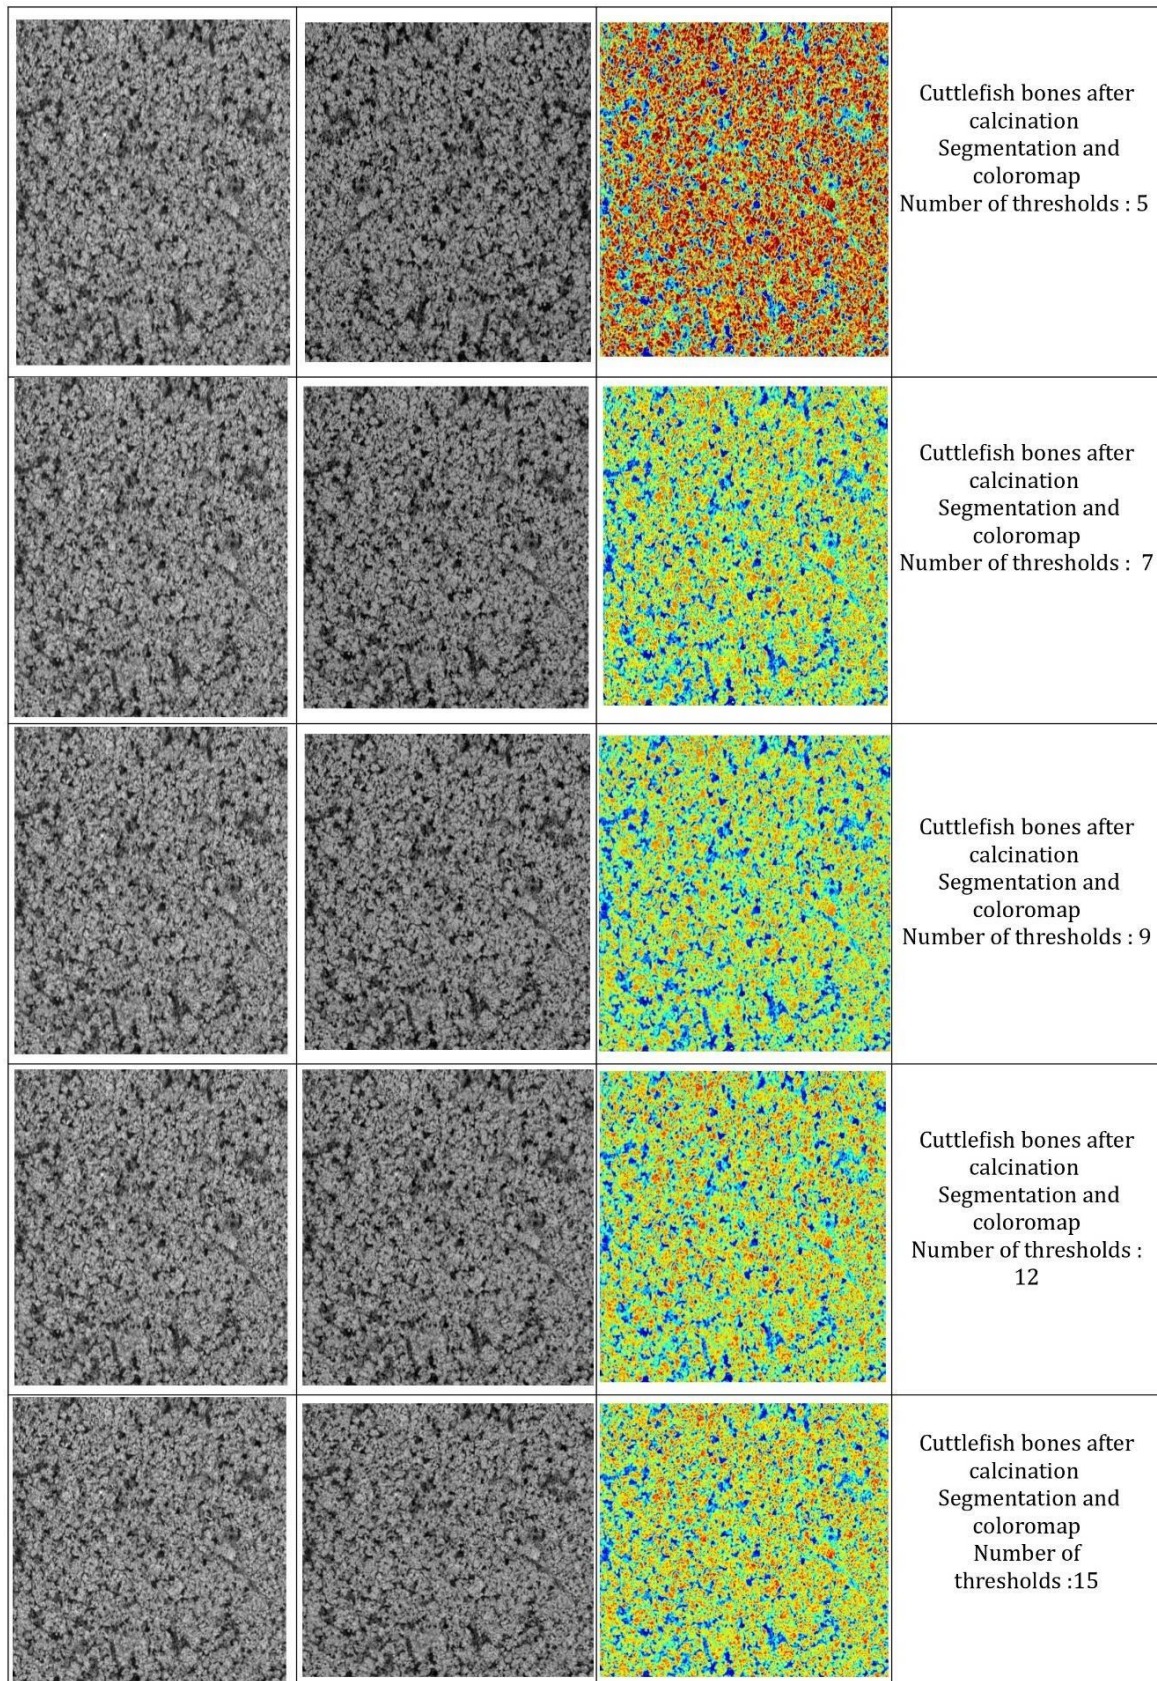 Cuttlefish bones after
calcination
Segmentation and
coloromap
Number of thresholds : 5
Cuttlefish bones after
calcination
Segmentation and
coloromap
Number of thresholds :  7
Cuttlefish bones after
calcination
Segmentation and
coloromap
Number of thresholds : 9
Cuttlefish bones after
calcination
Segmentation and
coloromap
Number of thresholds :
12
Cuttlefish bones after
calcination
Segmentation and
coloromap
Number of
thresholds :15